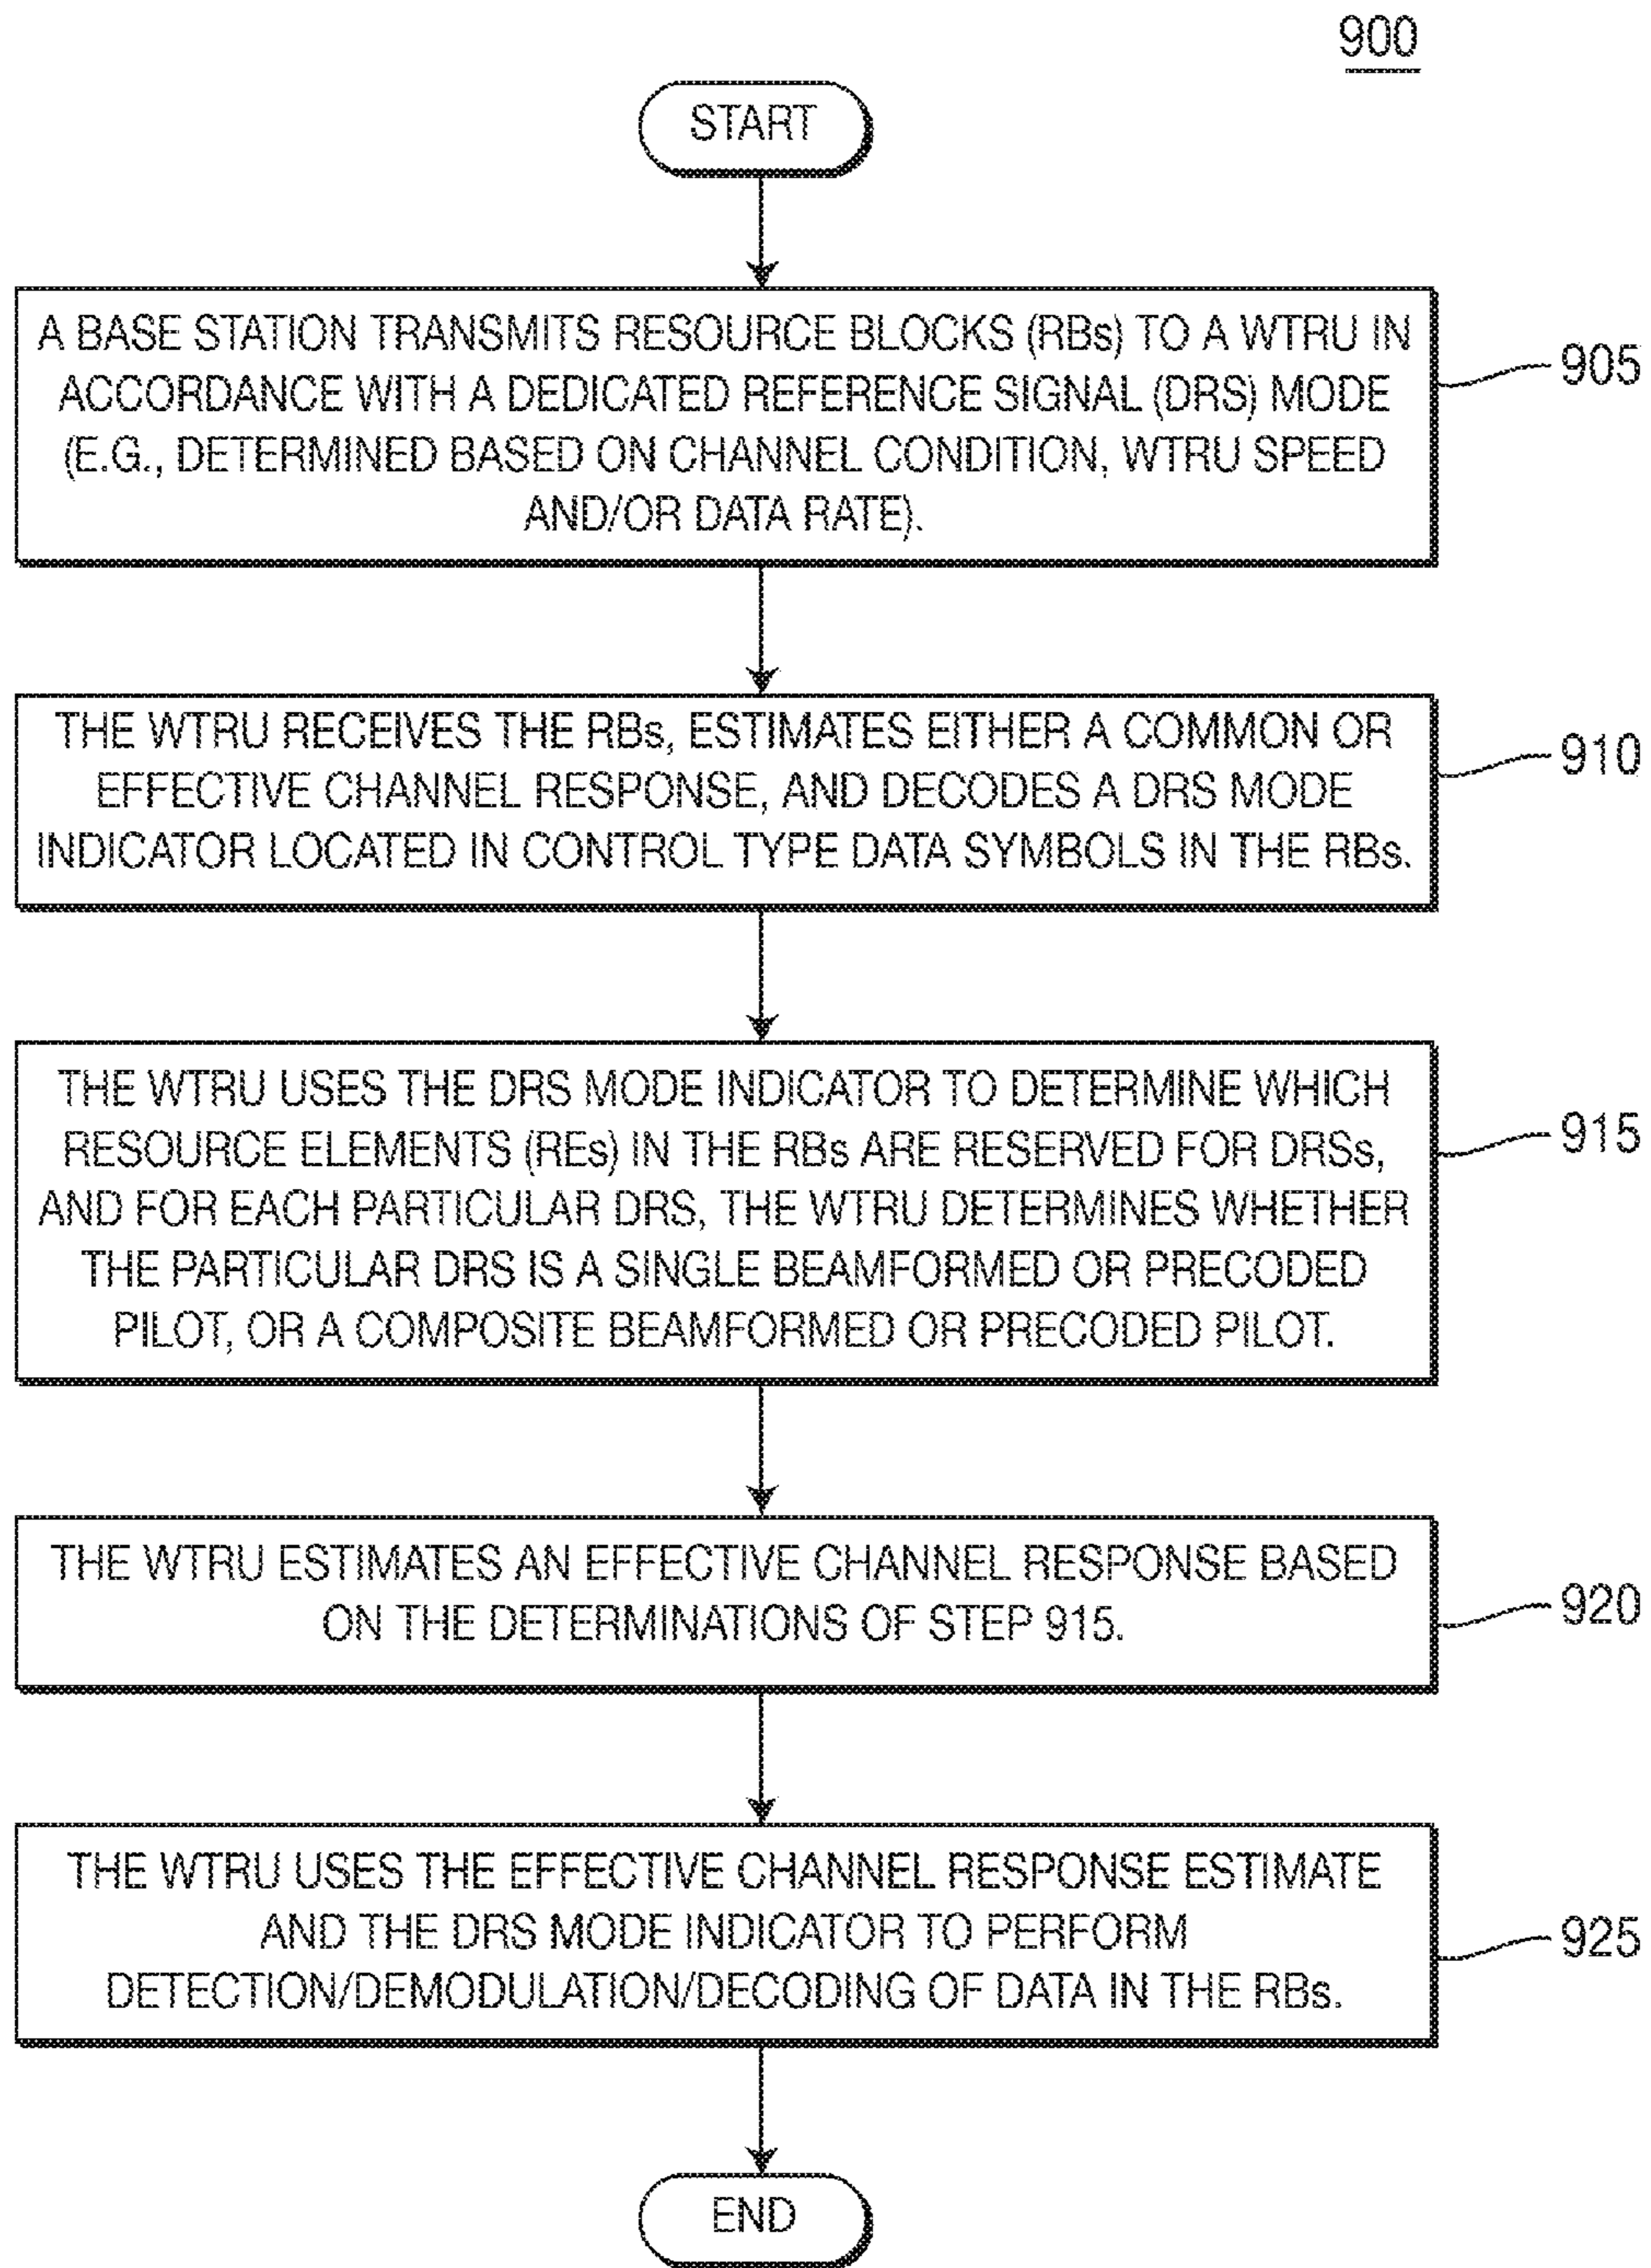 900
START
A BASE STATION TRANSMITS RESOURCE BLOCKS (RBs) TO A WTRU IN
ACCORDANCE WITH A DEDICATED REFERENCE SIGNAL (DRS) MODE
(E.G., DETERMINED BASED ON CHANNEL CONDITION, WTRU SPEED
AND/OR DATA RATE).
905
THE WTRU RECEIVES THE RBs, ESTIMATES EITHER A COMMON OR
EFFECTIVE CHANNEL RESPONSE, AND DECODES A DRS MODE
INDICATOR LOCATED IN CONTROL TYPE DATA SYMBOLS IN THE RBs.
910
THE WTRU USES THE DRS MODE INDICATOR TO DETERMINE WHICH
RESOURCE ELEMENTS (REs) IN THE RBs ARE RESERVED FOR DRSs,
AND FOR EACH PARTICULAR DRS, THE WTRU DETERMINES WHETHER
THE PARTICULAR DRS IS A SINGLE BEAMFORMED OR PRECODED
PILOT, OR A COMPOSITE BEAMFORMED OR PRECODED PILOT.
915
THE WTRU ESTIMATES AN EFFECTIVE CHANNEL RESPONSE BASED
ON THE DETERMINATIONS OF STEP 915.
920
THE WTRU USES THE EFFECTIVE CHANNEL RESPONSE ESTIMATE
AND THE DRS MODE INDICATOR TO PERFORM
DETECTION/DEMODULATION/DECODING OF DATA IN THE RBs.
925
END